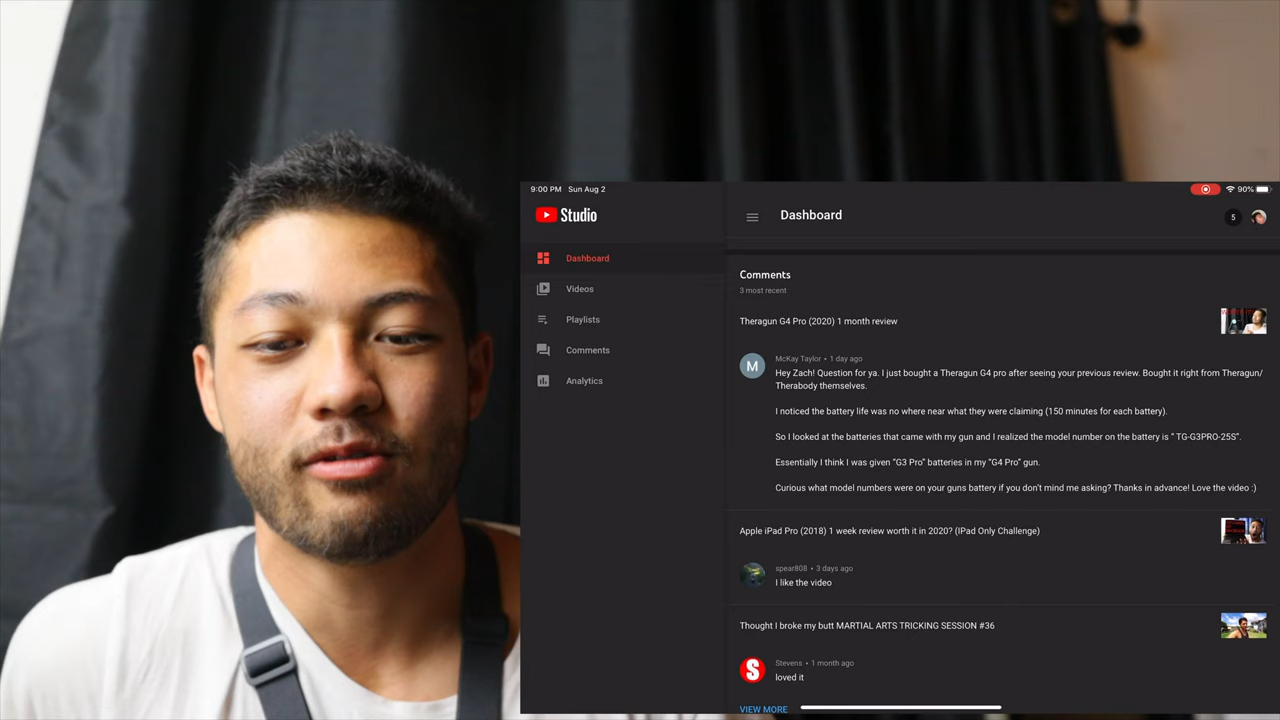 9:00 PM Sun Aug 2
90%
Studio
Dashboard
5
Dashboard
Videos
Playlists
Comments
Analytics
Comments
3 most recent
Theragun G4 Pro (2020) 1 month review
M
McKay Taylor • 1 day ago
Hey Zach! Question for ya. I just bought a Theragun G4 pro after seeing your previous review. Bought it right from Theragun/
Therabody themselves.
I noticed the battery life was no where near what they were claiming (150 minutes for each battery).
So I looked at the batteries that came with my gun and I realized the model number on the battery is “ TG-G3PRO-25S”.
Essentially I think I was given “G3 Pro” batteries in my “G4 Pro” gun.
Curious what model numbers were on your guns battery if you don't mind me asking? Thanks in advance! Love the video :)
Apple iPad Pro (2018) 1 week review worth it in 2020? (IPad Only Challenge)
spear808 • 3 days ago
I like the video
Thought I broke my butt MARTIAL ARTS TRICKING SESSION #36
S
Stevens • 1 month ago
loved it
VIEW MORE